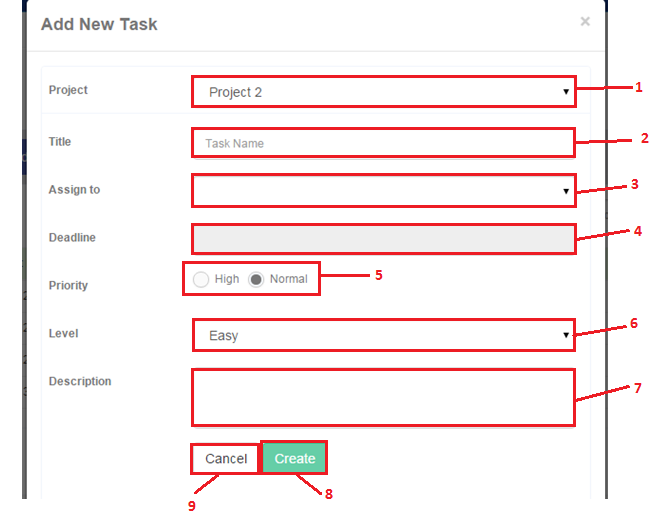 Add New Task ×
Project Project 2 ▼ 1
Title Task Name 2
Assign to ▼ 3
Deadline 4
Priority High Normal 5
Level Easy ▼ 6
Description 7
Cancel Create
9 8